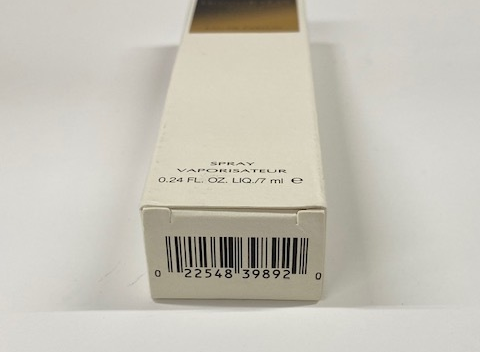 SPRAY
VAPORISATEUR
0.24 FL. OZ. LIQ./7 ml ℮
0 22548 39892 0